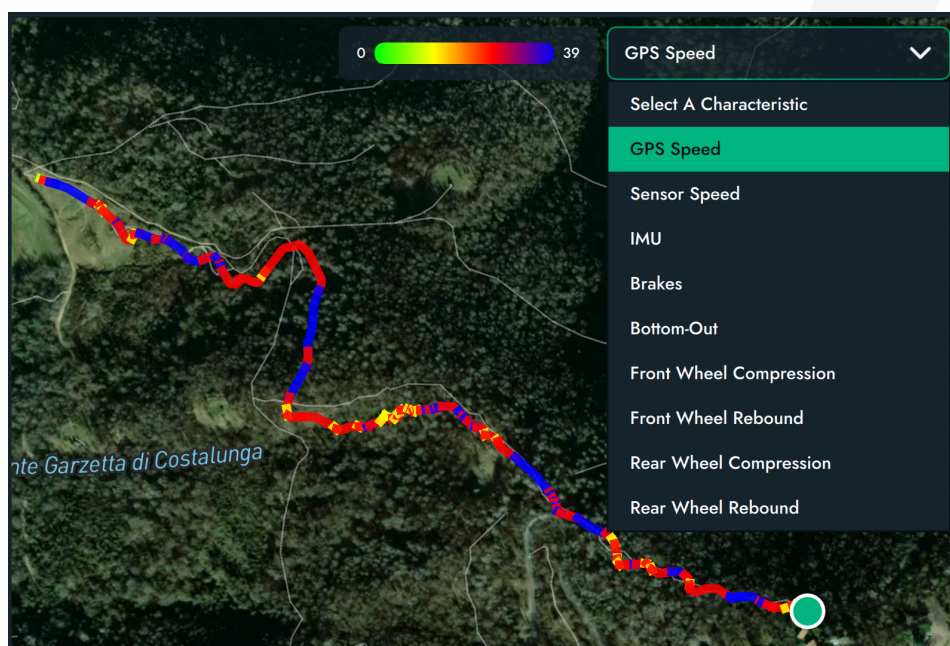 0
39
GPS Speed
Select A Characteristic
GPS Speed
Sensor Speed
IMU
Brakes
Bottom-Out
Front Wheel Compression
Front Wheel Rebound
Rear Wheel Compression
Rear Wheel Rebound
nte Garzetta di Costalunga